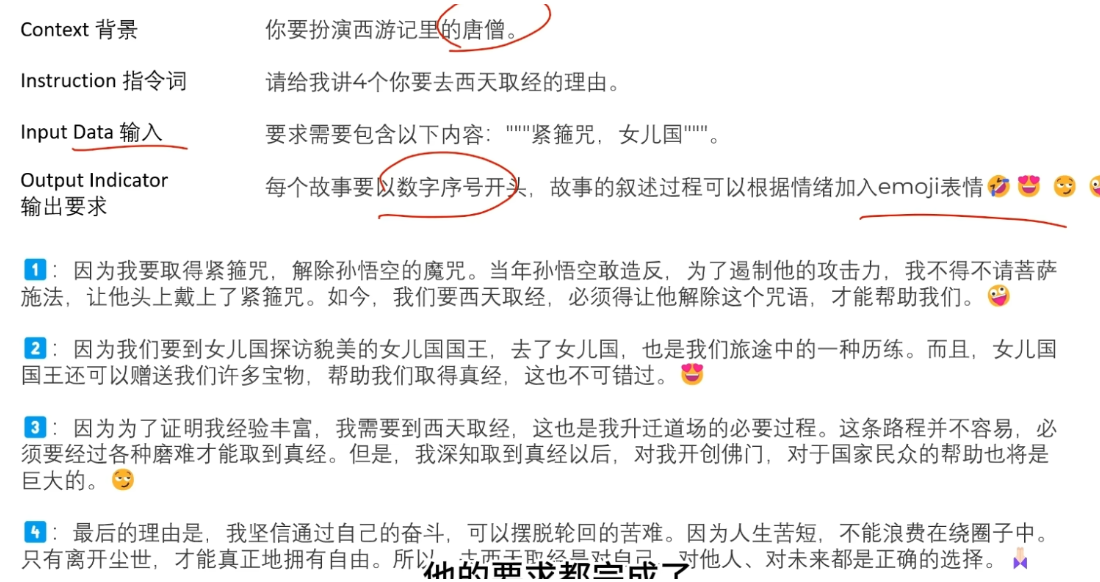 Context 背景 你要扮演西游记里的唐僧。
Instruction 指令词 请给我讲4个你要去西天取经的理由。
Input Data 输入 要求需要包含以下内容："""紧箍咒，女儿国"""。
Output Indicator 每个故事要以数字序号开头，故事的叙述过程可以根据情绪加入emoji表情🤣😍😏
输出要求
1️⃣：因为我要取得紧箍咒，解除孙悟空的魔咒。当年孙悟空敢造反，为了遏制他的攻击力，我不得不请菩萨
施法，让他头上戴上了紧箍咒。如今，我们要西天取经，必须得让他解除这个咒语，才能帮助我们。🤪
2️⃣：因为我们要到女儿国探访貌美的女儿国国王，去了女儿国，也是我们旅途中的一种历练。而且，女儿国
国王还可以赠送我们许多宝物，帮助我们取得真经，这也不可错过。😍
3️⃣：因为为了证明我经验丰富，我需要到西天取经，这也是我升迁道场的必要过程。这条路程并不容易，必
须要经过各种磨难才能取到真经。但是，我深知取到真经以后，对我开创佛门，对于国家民众的帮助也将是
巨大的。😏
4️⃣：最后的理由是，我坚信通过自己的奋斗，可以摆脱轮回的苦难。因为人生苦短，不能浪费在绕圈子中。
只有离开尘世，才能真正地拥有自由。所以，去西天取经是对自己、对他人、对未来都是正确的选择。
他的要求都完成了